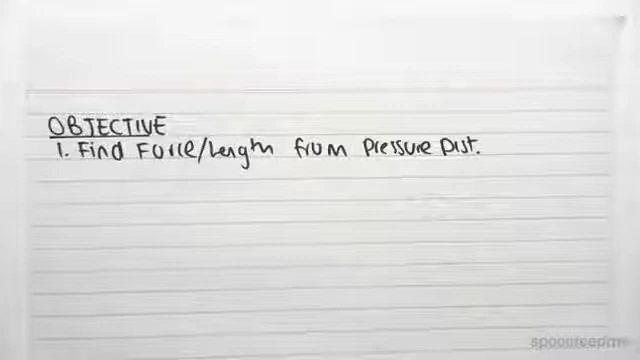 OBJECTIVE
1. Find Force/Length from Pressure Dist.
spoonfeedme